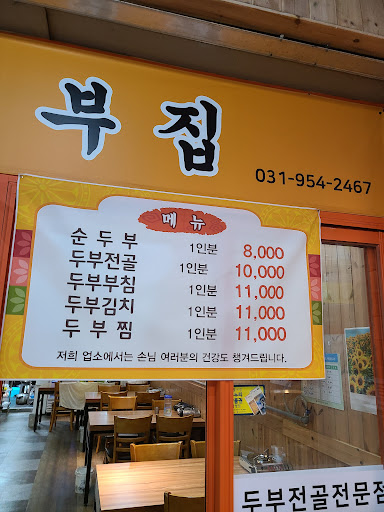 부집
031-954-2467
메뉴
순두부 1인분 8,000
두부전골 1인분 10,000
두부부침 1인분 11,000
두부김치 1인분 11,000
두부찜 1인분 11,000
저희 업소에서는 손님 여러분의 건강도 챙겨드립니다.
두부전골전문점